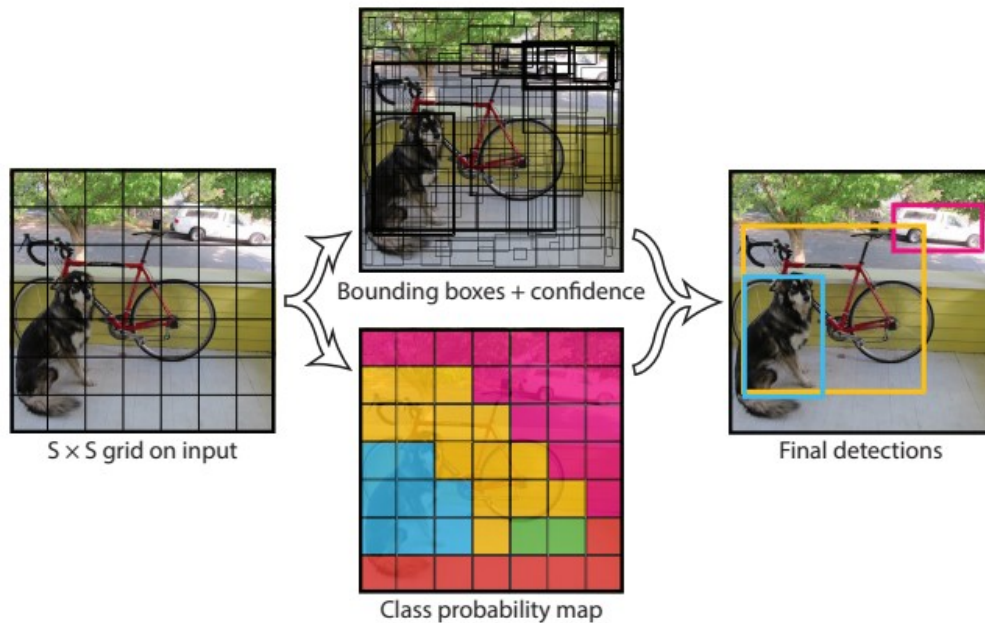 S × S grid on input
Bounding boxes + confidence
Class probability map
Final detections